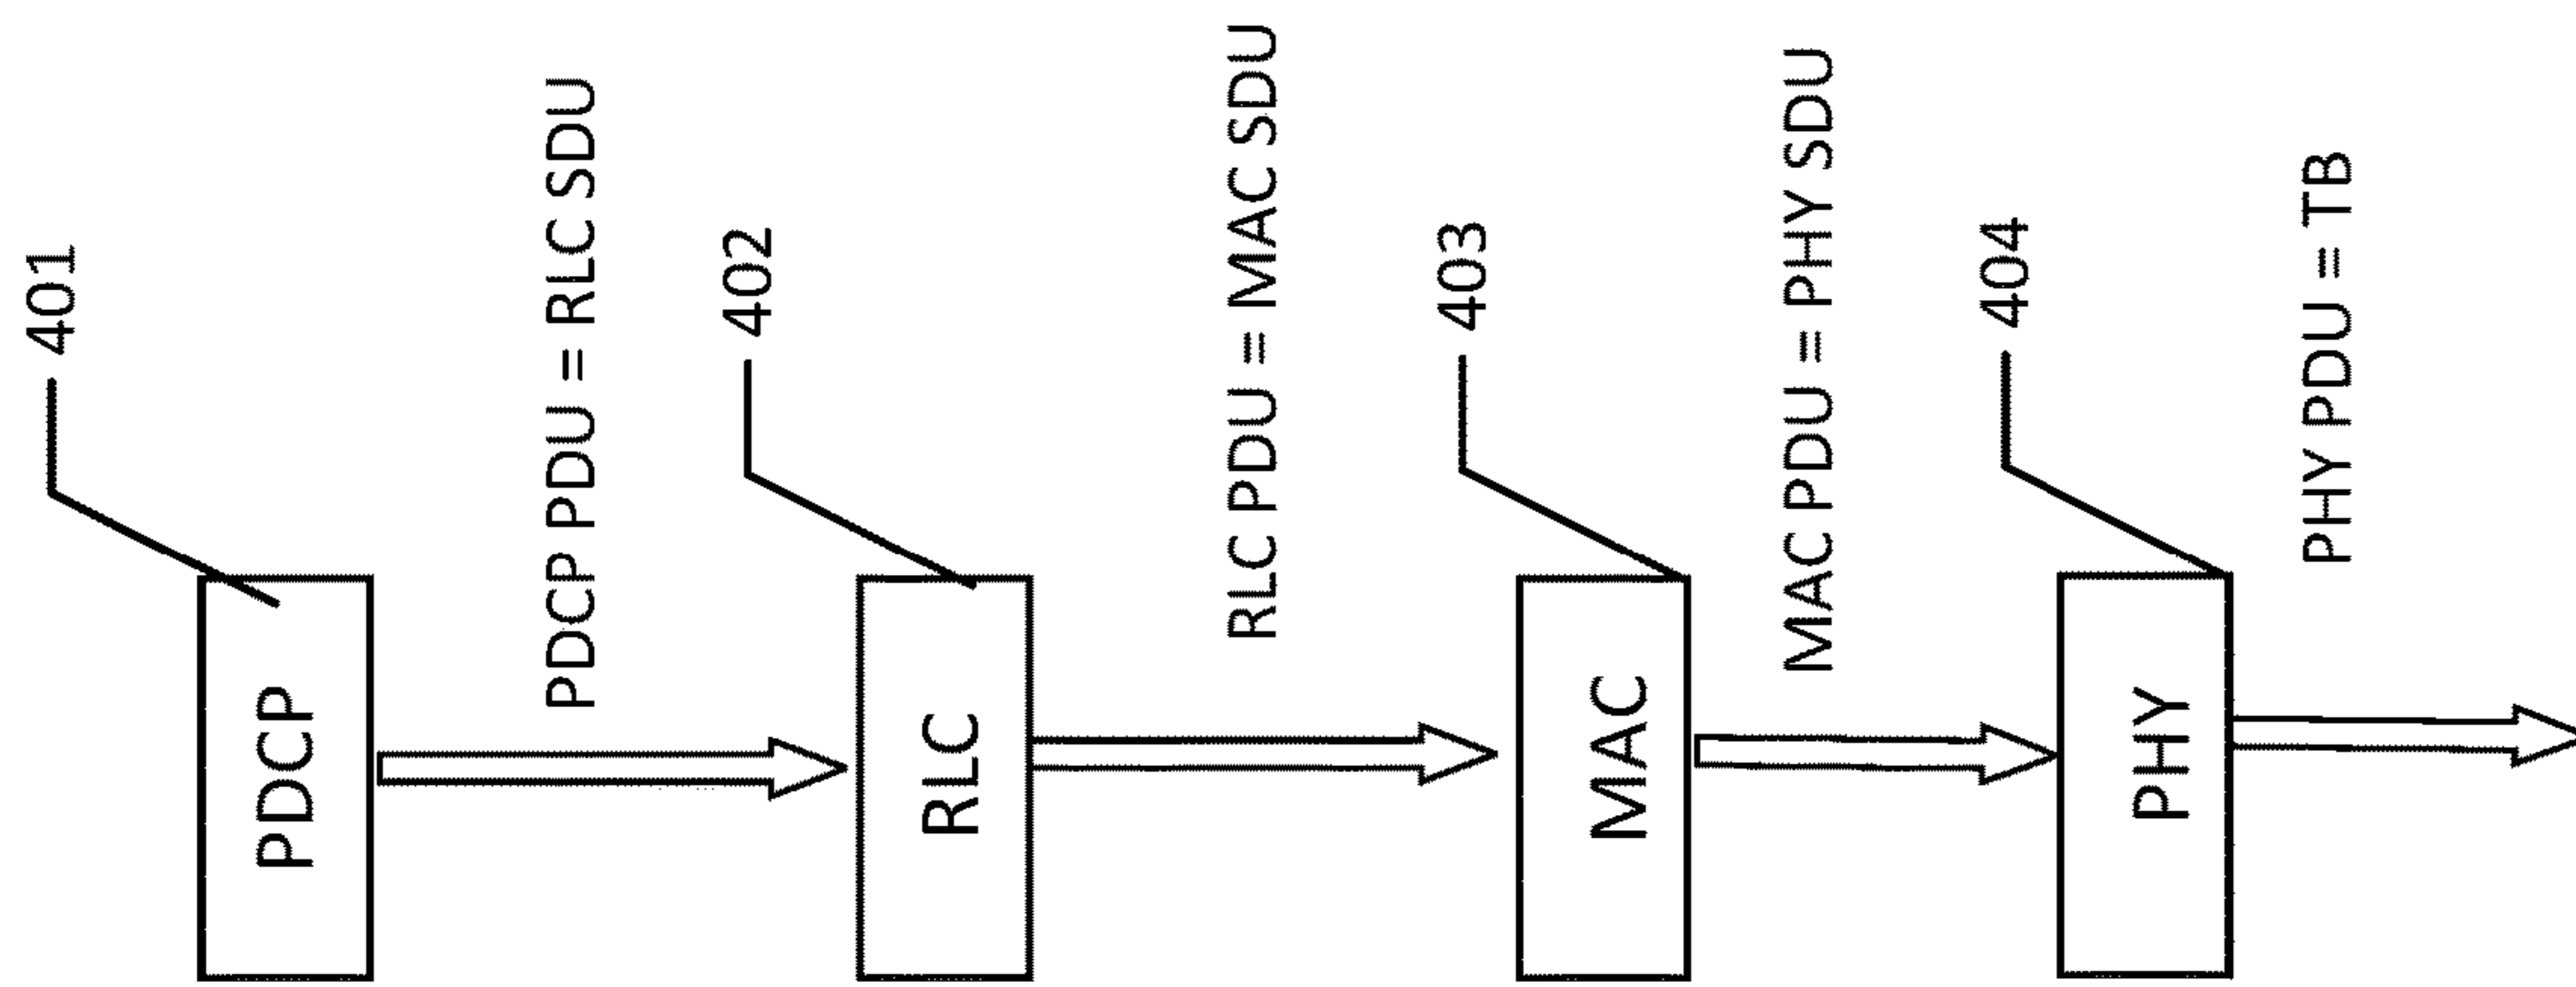 401
PDCP
PDCP PDU = RLC SDU
402
RLC
RLC PDU = MAC SDU
403
MAC
MAC PDU = PHY SDU
404
PHY
PHY PDU = TB